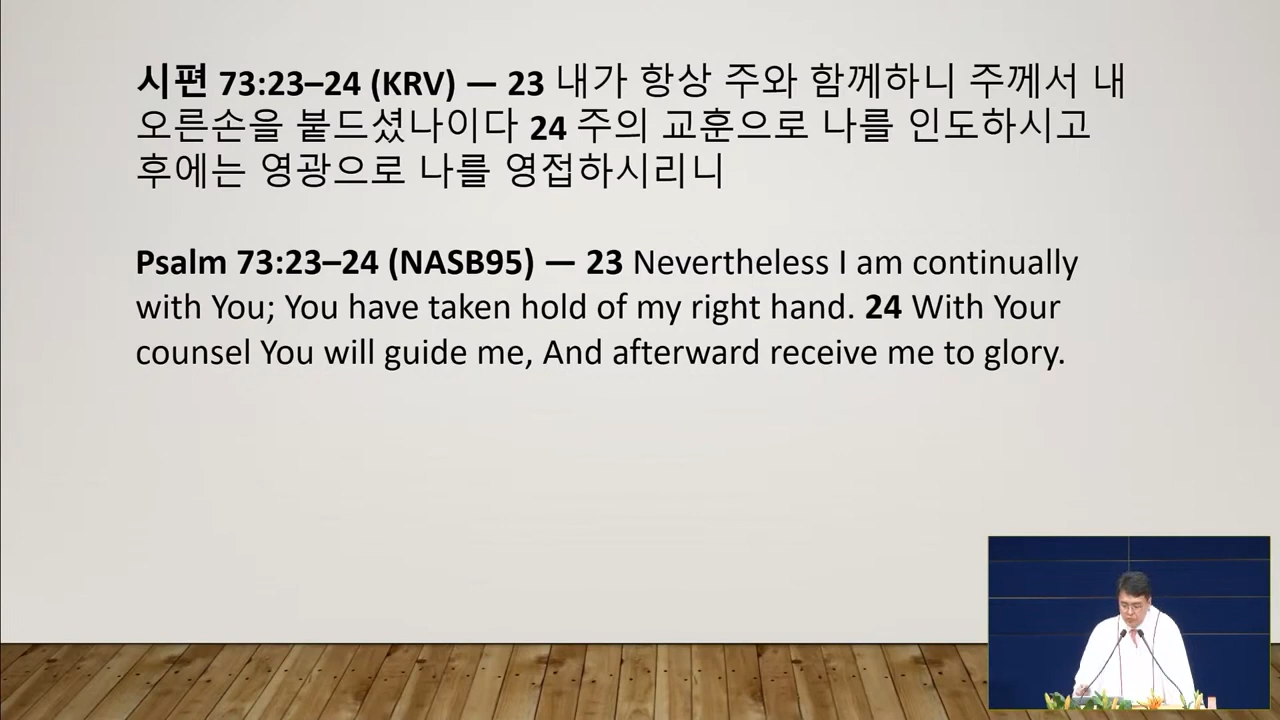 시편 73:23–24 (KRV) — 23 내가 항상 주와 함께하니 주께서 내
오른손을 붙드셨나이다 24 주의 교훈으로 나를 인도하시고
후에는 영광으로 나를 영접하시리니
Psalm 73:23–24 (NASB95) — 23 Nevertheless I am continually
with You; You have taken hold of my right hand. 24 With Your
counsel You will guide me, And afterward receive me to glory.